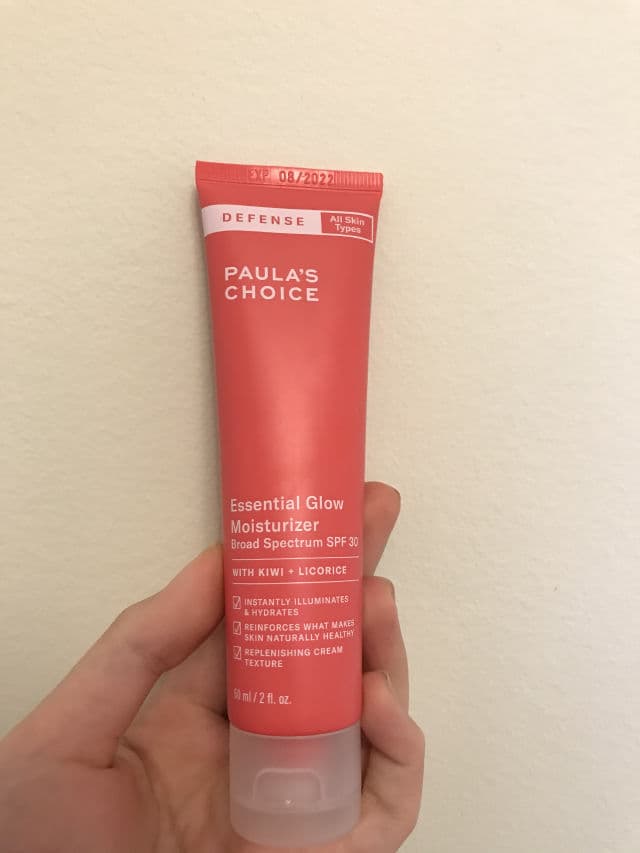 EXP 08/2022
DEFENSE
All Skin
Types
PAULA'S
CHOICE
Essential Glow
Moisturizer
Broad Spectrum SPF 30
WITH KIWI + LICORICE
INSTANTLY ILLUMINATES
& HYDRATES
REINFORCES WHAT MAKES
SKIN NATURALLY HEALTHY
REPLENISHING CREAM
TEXTURE
60 ml / 2 fl. oz.